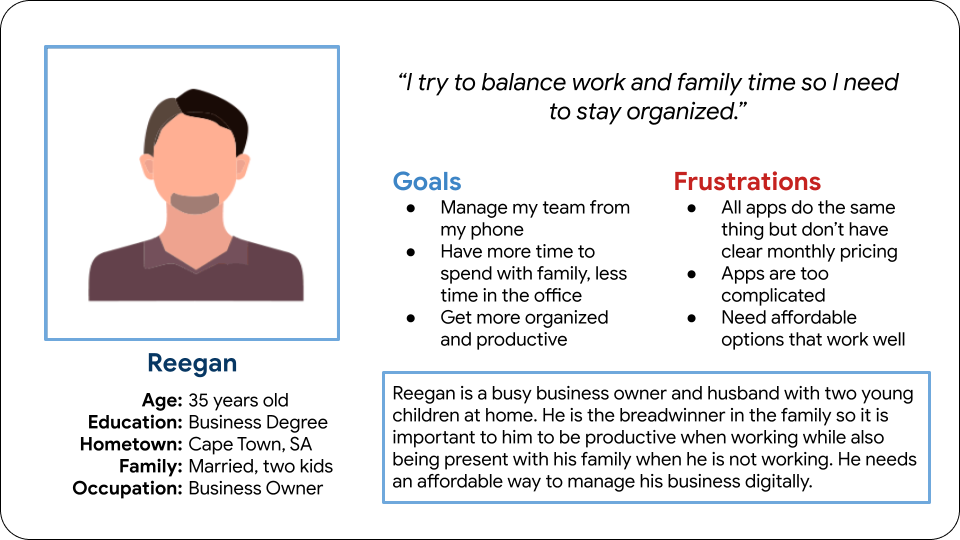 “I try to balance work and family time so I need
to stay organized.”
Goals
● Manage my team from
my phone
● Have more time to
spend with family, less
time in the office
● Get more organized
and productive
Frustrations
● All apps do the same
thing but don’t have
clear monthly pricing
● Apps are too
complicated
● Need affordable
options that work well
Reegan
Age: 35 years old
Education: Business Degree
Hometown: Cape Town, SA
Family: Married, two kids
Occupation: Business Owner
Reegan is a busy business owner and husband with two young
children at home. He is the breadwinner in the family so it is
important to him to be productive when working while also
being present with his family when he is not working. He needs
an affordable way to manage his business digitally.